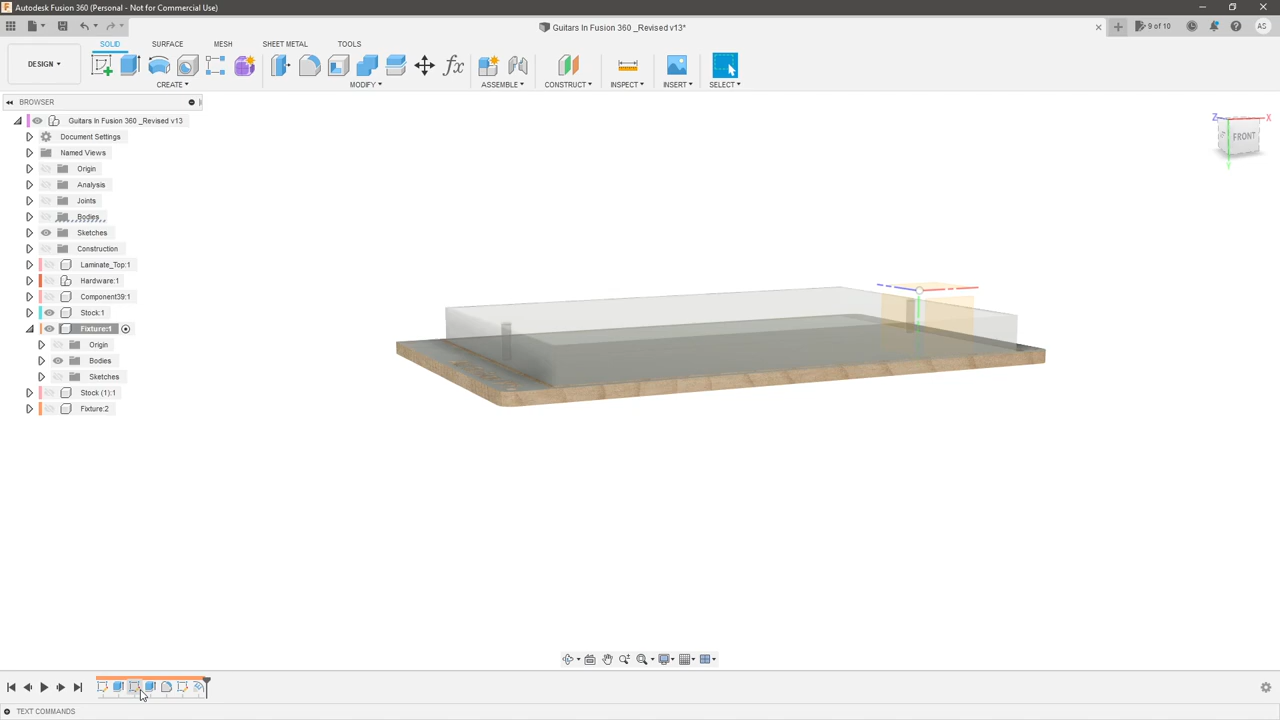 Autodesk Fusion 360 (Personal - Not for Commercial Use)
Guitars In Fusion 360 _Revised v13*
9 of 10
AS
DESIGN
SOLID
SURFACE
MESH
SHEET METAL
TOOLS
CREATE
MODIFY
ASSEMBLE
CONSTRUCT
INSPECT
INSERT
SELECT
BROWSER
Guitars In Fusion 360 _Revised v13
Document Settings
Named Views
Origin
Analysis
Joints
Bodies
Sketches
Construction
Laminate_Top:1
Hardware:1
Component39:1
Stock:1
Fixture:1
Origin
Bodies
Sketches
Stock (1):1
Fixture:2
Z
X
FRONT
Y
TEXT COMMANDS